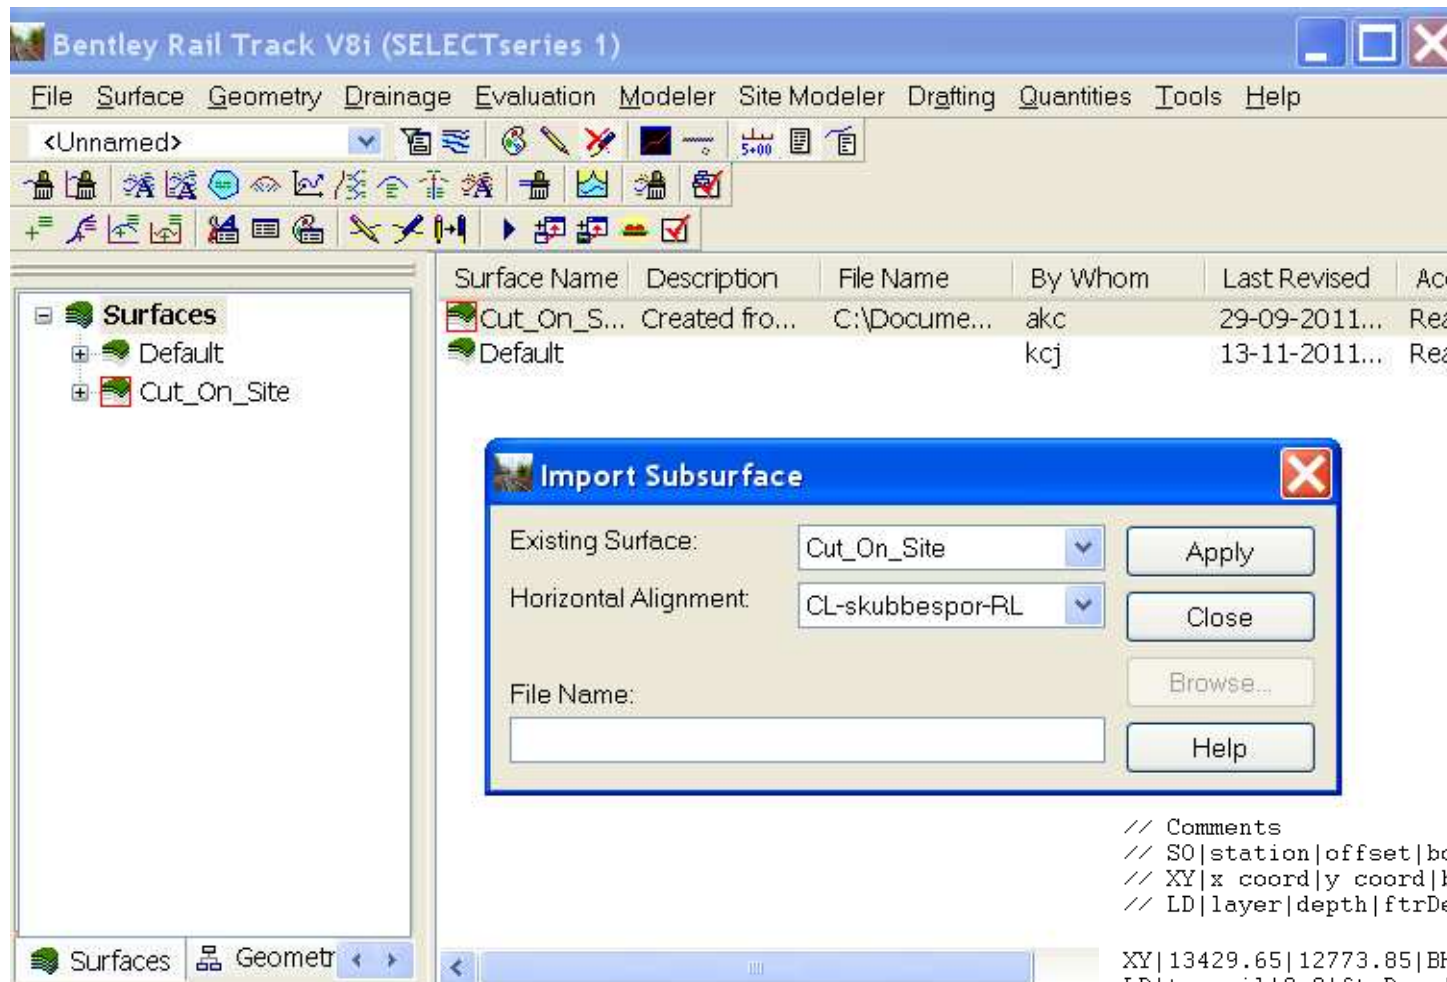 Bentley Rail Track V8i (SELECTseries 1)
File Surface Geometry Drainage Evaluation Modeler Site Modeler Drafting Quantities Tools Help
<Unnamed>
5+00
Surface Name Description File Name By Whom Last Revised
Cut_On_S... Created fro... C:\Docume... akc 29-09-2011...
Default kcj 13-11-2011...
Surfaces
Default
Cut_On_Site
Import Subsurface
Existing Surface: Cut_On_Site Apply
Horizontal Alignment: CL-skubbespor-RL Close
Browse...
File Name:
Help
// Comments
// SO|station|offset|
// XY|x coord|y coord|
// LD|layer|depth|
XY|13429.65|12773.85|
Surfaces Geometr